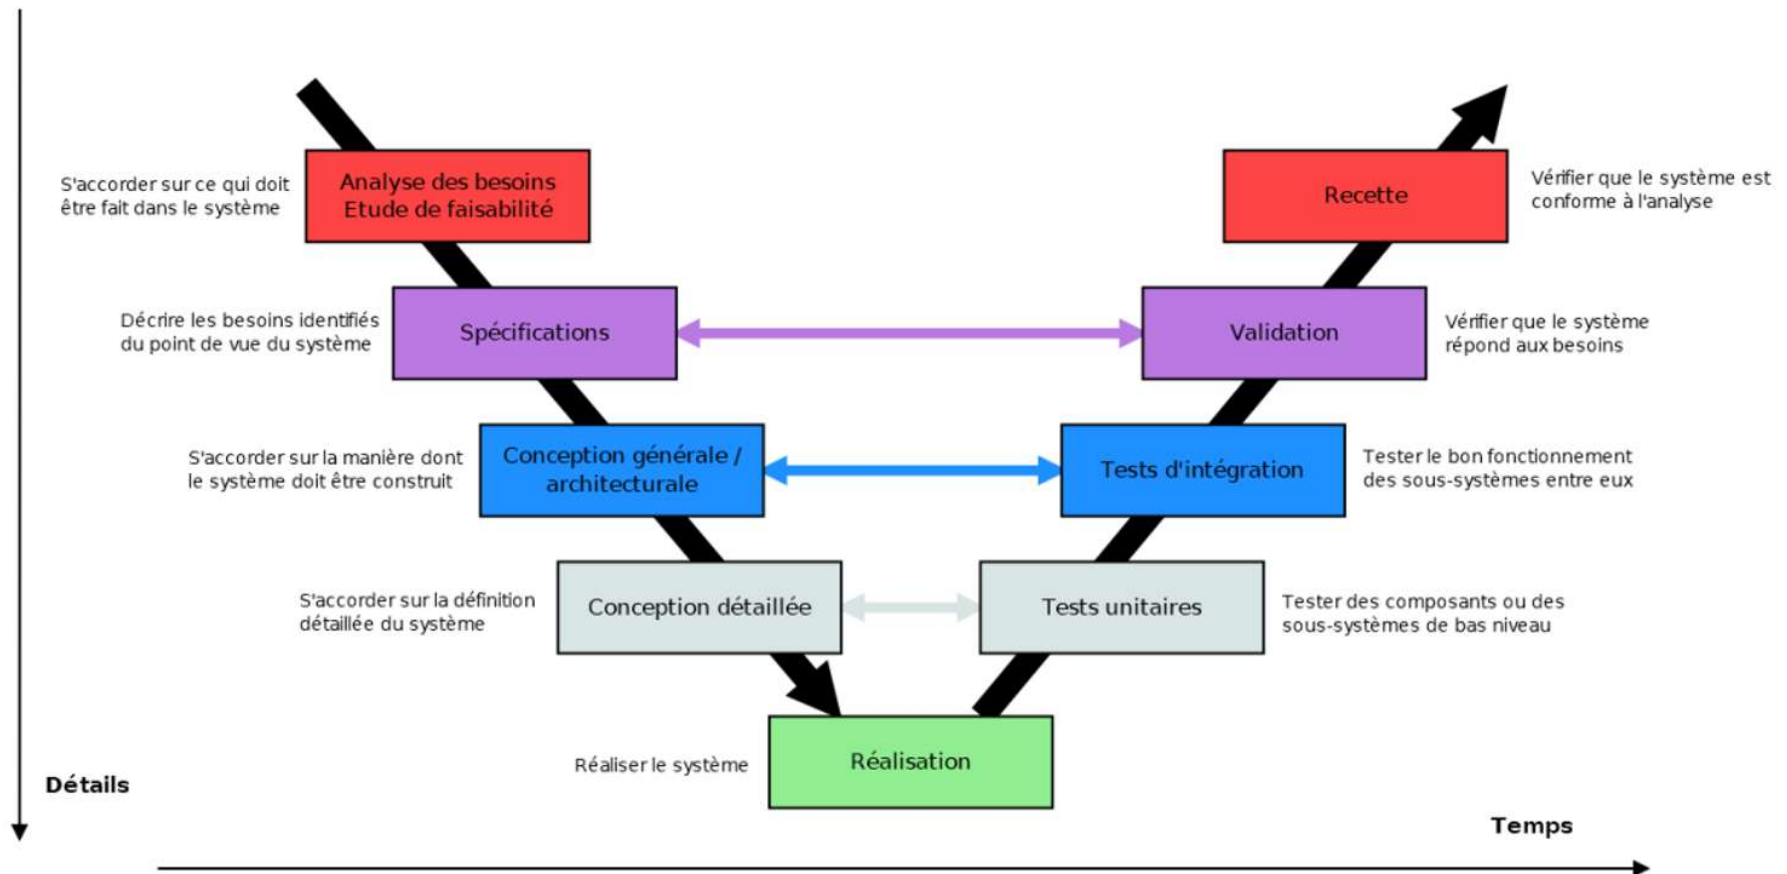 S'accorder sur ce qui doit
être fait dans le système
Analyse des besoins
Etude de faisabilité
Recette
Vérifier que le système est
conforme à l'analyse
Décrire les besoins identifiés
du point de vue du système
Spécifications
Validation
Vérifier que le système
répond aux besoins
S'accorder sur la manière dont
le système doit être construit
Conception générale /
architecturale
Tests d'intégration
Tester le bon fonctionnement
des sous-systèmes entre eux
S'accorder sur la définition
détaillée du système
Conception détaillée
Tests unitaires
Tester des composants ou des
sous-systèmes de bas niveau
Réaliser le système
Réalisation
Détails
Temps